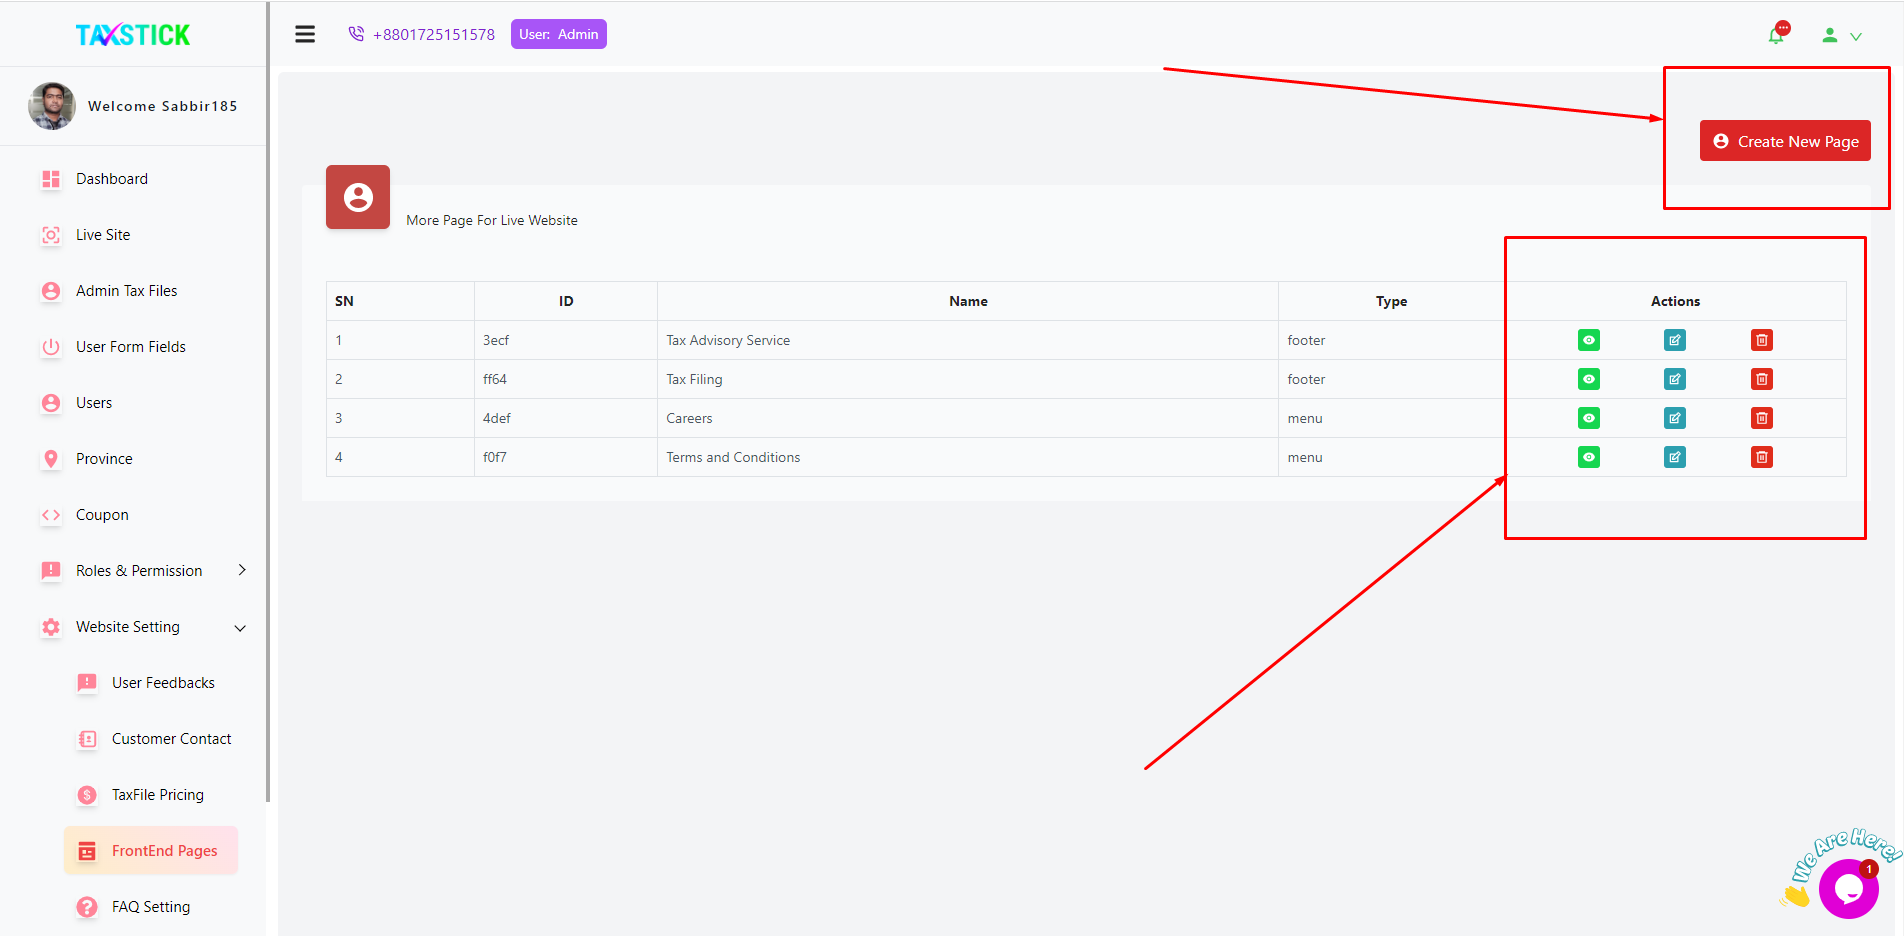 TAXSTICK
+8801725151578
User: Admin
Welcome Sabbir185
Dashboard
Live Site
Admin Tax Files
User Form Fields
Users
Province
Coupon
Roles & Permission
Website Setting
User Feedbacks
Customer Contact
TaxFile Pricing
FrontEnd Pages
FAQ Setting
Create New Page
More Page For Live Website
SN ID Name Type Actions
1 3ecf Tax Advisory Service footer
2 ff64 Tax Filing footer
3 4def Careers menu
4 f0f7 Terms and Conditions menu
We Are Here!
1